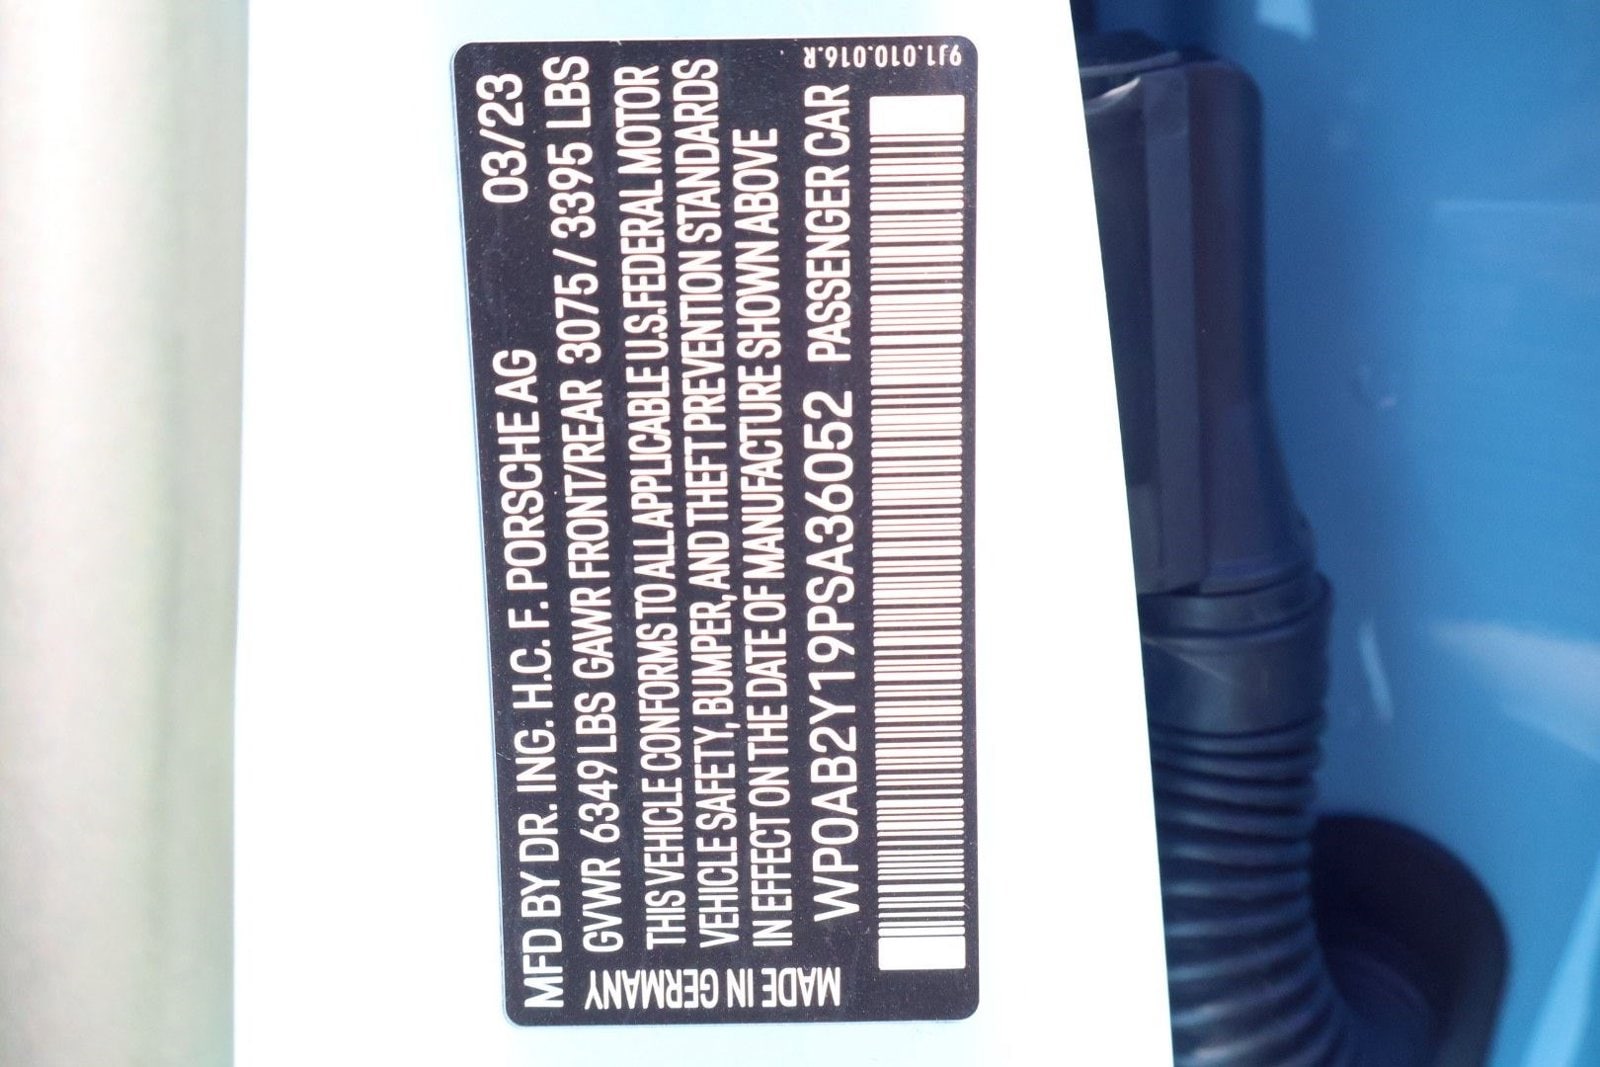 MFD BY DR. ING. H.C. F. PORSCHE AG 03/23
GVWR 6349 LBS GAWR FRONT/REAR 3075 / 3395 LBS
THIS VEHICLE CONFORMS TO ALL APPLICABLE U.S. FEDERAL MOTOR
VEHICLE SAFETY, BUMPER, AND THEFT PREVENTION STANDARDS
IN EFFECT ON THE DATE OF MANUFACTURE SHOWN ABOVE
WP0AB2Y19PSA36052 PASSENGER CAR
MADE IN GERMANY
9J1.010.016.R